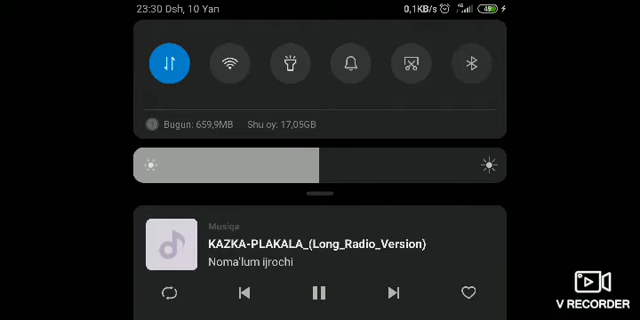 23:30 Dsh, 10 Yan
0,1KB/s 4G 49
Bugun: 659,9MB Shu oy: 17,05GB
Musiqa
KAZKA-PLAKALA_(Long_Radio_Version)
Noma'lum ijrochi
V RECORDER